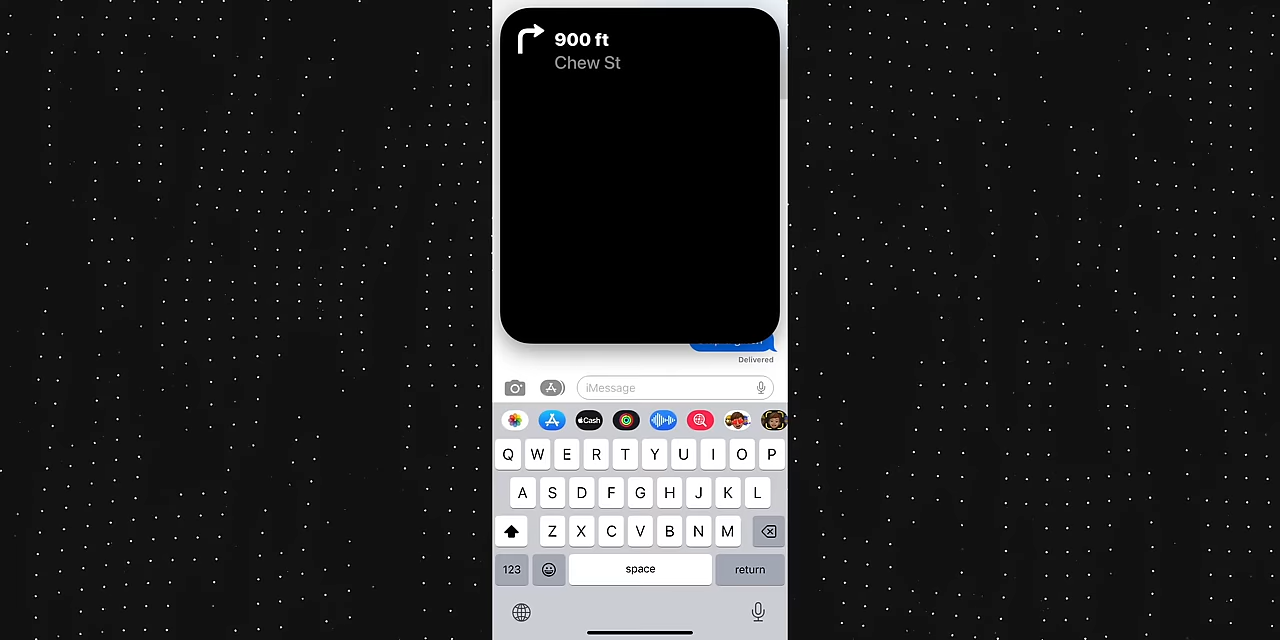 900 ft
Chew St
Delivered
iMessage
Cash
Q W E R T Y U I O P
A S D F G H J K L
Z X C V B N M
123 space return